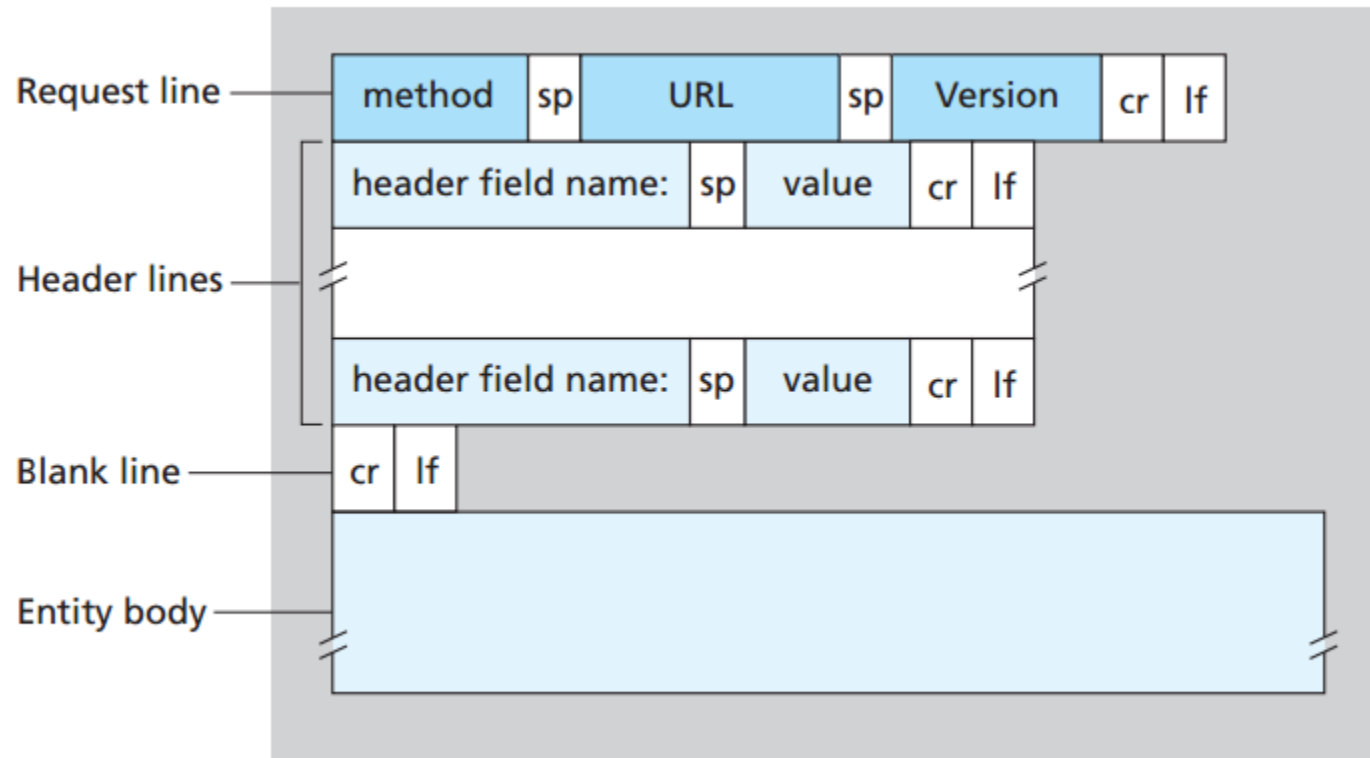 Request line method sp URL sp Version cr lf
header field name: sp value cr lf
Header lines
header field name: sp value cr lf
Blank line cr lf
Entity body